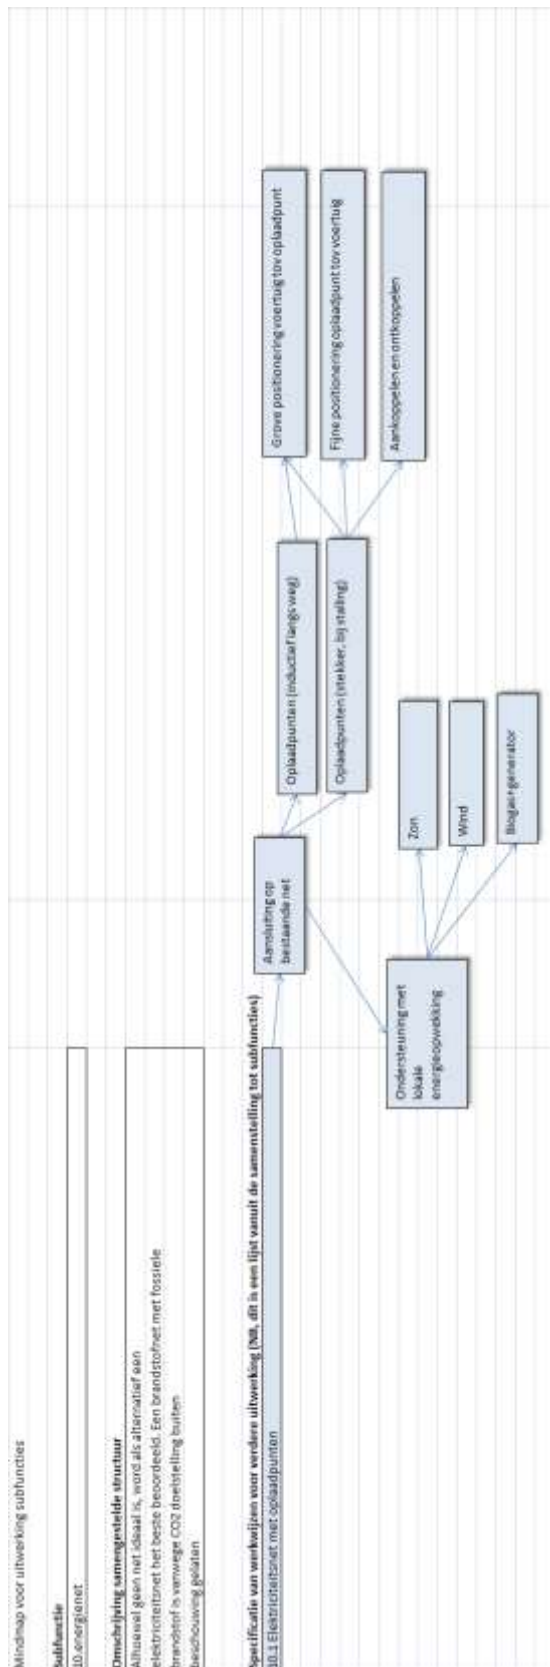 Mindmap voor uitwerking subfuncties
Subfunctie
10.energienet
Omschrijving samengestelde structuur
Alhoewel geen net ideaal is, word als alternatief een
elektriciteitsnet het beste beoordeeld. Een brandstofnet met fossiele
brandstof is vanwege CO2 doelstelling buiten
beschouwing gelaten
Specificatie van werkwijzen voor verdere uitwerking (NB, dit is een lijst vanuit de samenstelling tot subfuncties)
10.1 Elektriciteitsnet met oplaadpunten
Aansluiting op
bestaande net
Oplaadpunten (inductief langs weg)
Oplaadpunten (stekker, bij stalling)
Grove positionering voertuig tov oplaadpunt
Fijne positionering oplaadpunt tov voertuig
Aankoppelen en ontkoppelen
Ondersteuning met
lokale
energieopwekking
Zon
Wind
Biogas+generator